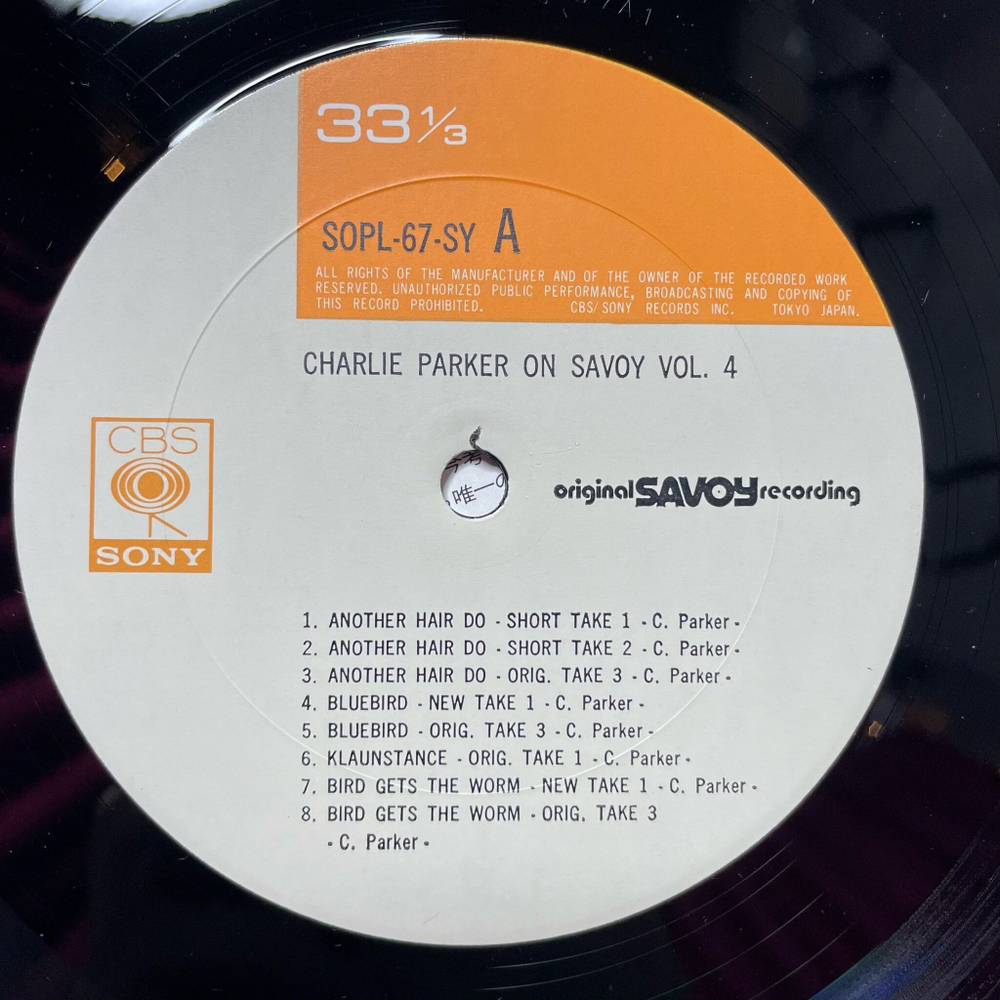 33 1/3
SOPL-67-SY A
ALL RIGHTS OF THE MANUFACTURER AND OF THE OWNER OF THE RECORDED WORK
RESERVED. UNAUTHORIZED PUBLIC PERFORMANCE, BROADCASTING AND COPYING OF
THIS RECORD PROHIBITED. CBS/SONY RECORDS INC. TOKYO JAPAN.
CHARLIE PARKER ON SAVOY VOL. 4
CBS
SONY
唯一の
original SAVOY recording
1. ANOTHER HAIR DO - SHORT TAKE 1 - C. Parker -
2. ANOTHER HAIR DO - SHORT TAKE 2 - C. Parker -
3. ANOTHER HAIR DO - ORIG. TAKE 3 - C. Parker -
4. BLUEBIRD - NEW TAKE 1 - C. Parker -
5. BLUEBIRD - ORIG. TAKE 3 - C. Parker -
6. KLAUNSTANCE - ORIG. TAKE 1 - C. Parker -
7. BIRD GETS THE WORM - NEW TAKE 1 - C. Parker -
8. BIRD GETS THE WORM - ORIG. TAKE 3
- C. Parker -